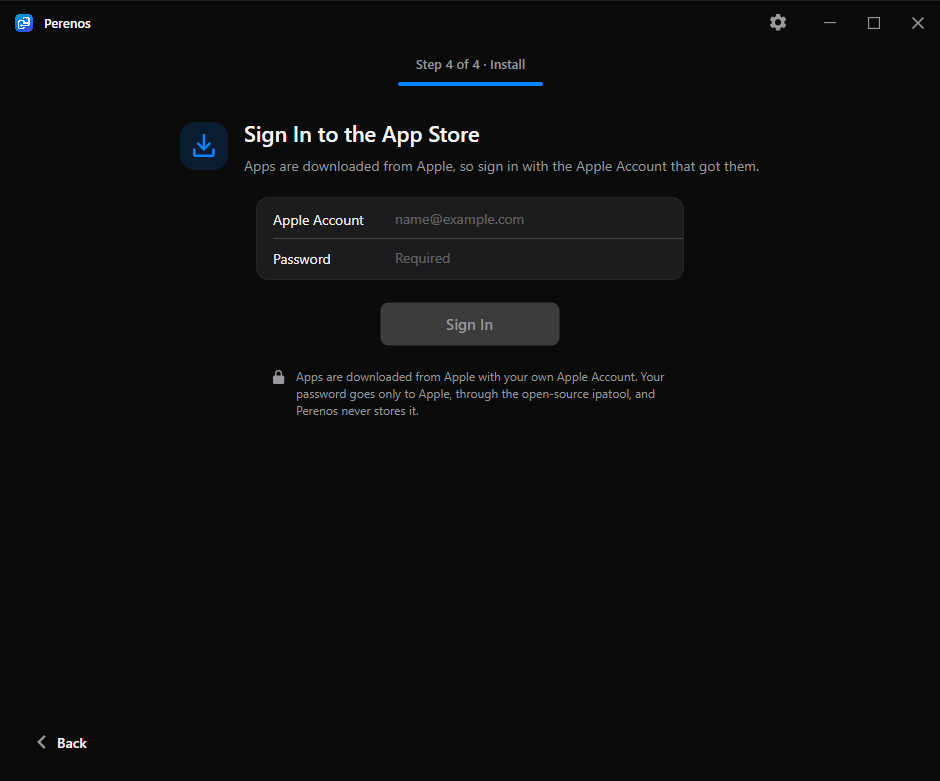 Perenos
Step 4 of 4 · Install
Sign In to the App Store
Apps are downloaded from Apple, so sign in with the Apple Account that got them.
Apple Account name@example.com
Password Required
Sign In
Apps are downloaded from Apple with your own Apple Account. Your
password goes only to Apple, through the open-source ipatool, and
Perenos never stores it.
Back